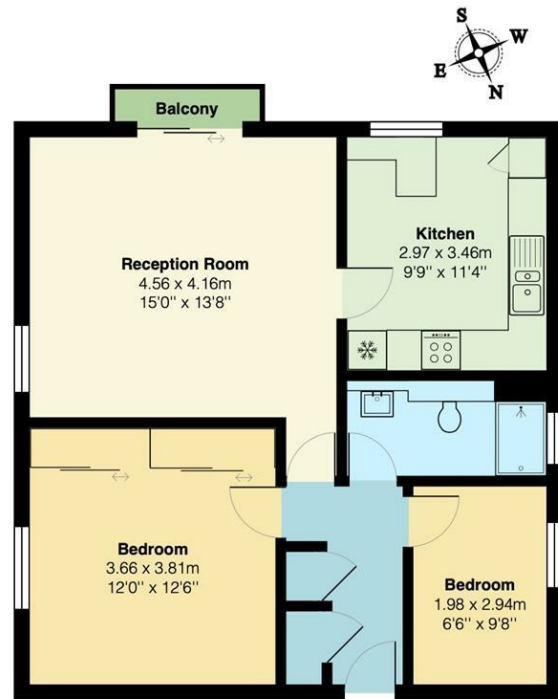 S
W
E
N
Balcony
Reception Room
4.56 x 4.16m
15'0'' x 13'8''
Kitchen
2.97 x 3.46m
9'9'' x 11'4''
Bedroom
3.66 x 3.81m
12'0'' x 12'6''
Bedroom
1.98 x 2.94m
6'6'' x 9'8''